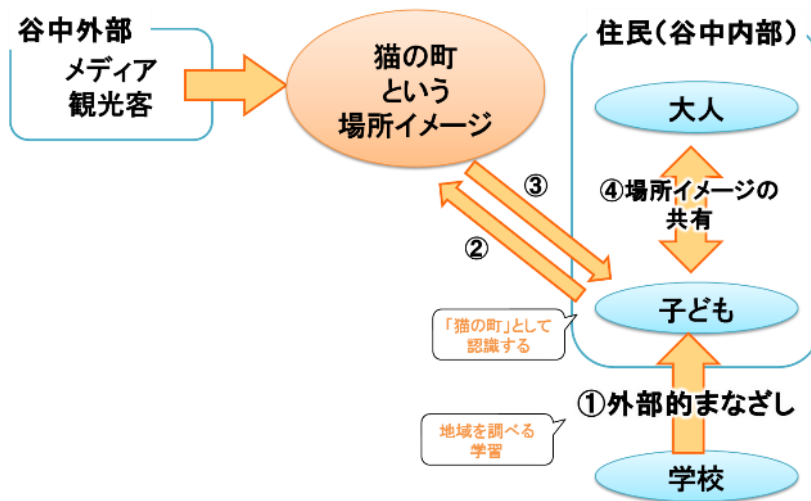 谷中外部
メディア
観光客
猫の町
という
場所イメージ
住民(谷中内部)
大人
④場所イメージの
共有
③
②
子ども
「猫の町」として
認識する
①外部的まなざし
地域を調べる
学習
学校